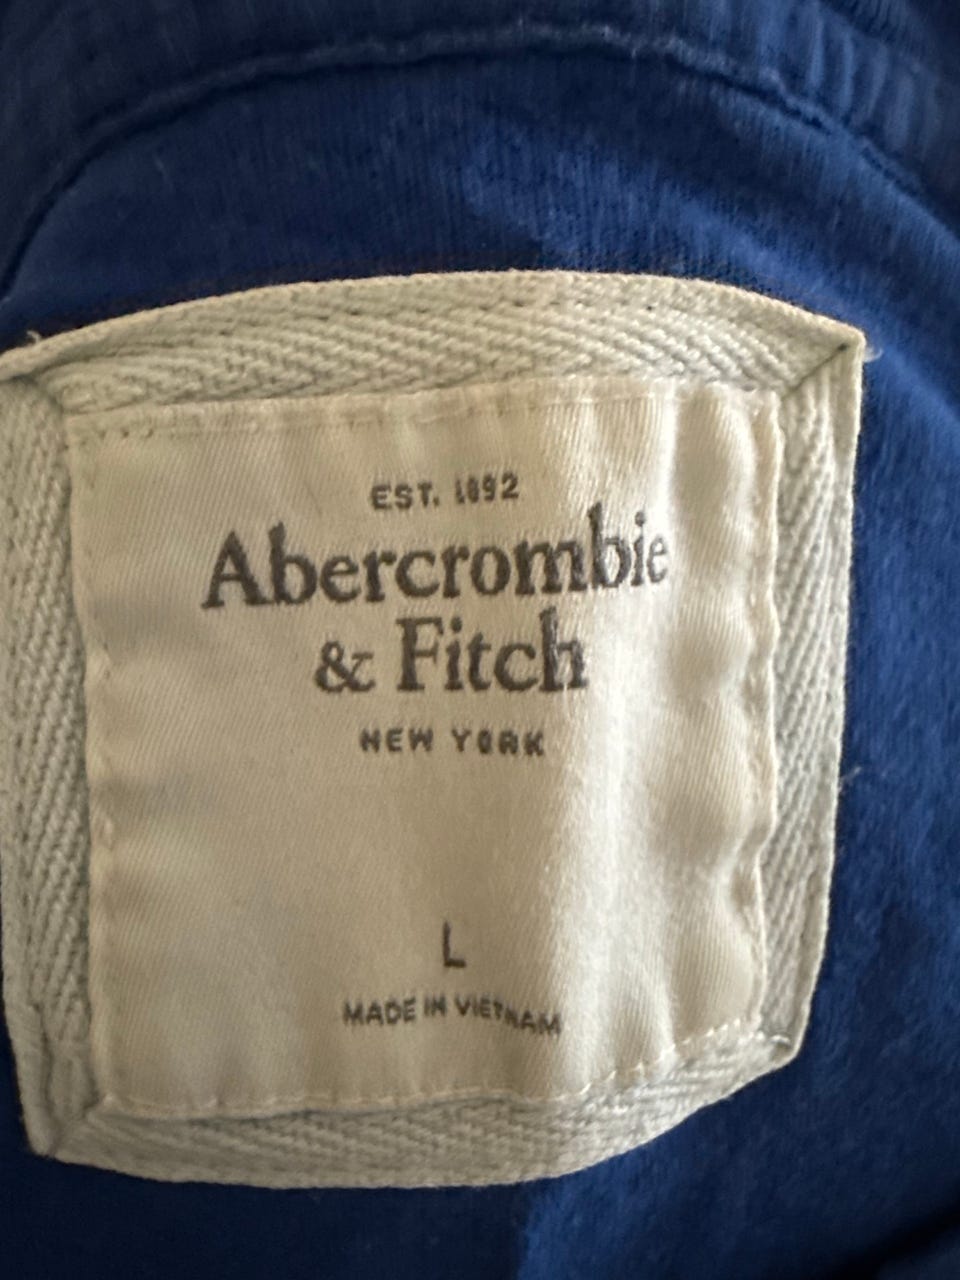 EST. 1892
Abercrombie
& Fitch
NEW YORK
L
MADE IN VIETNAM